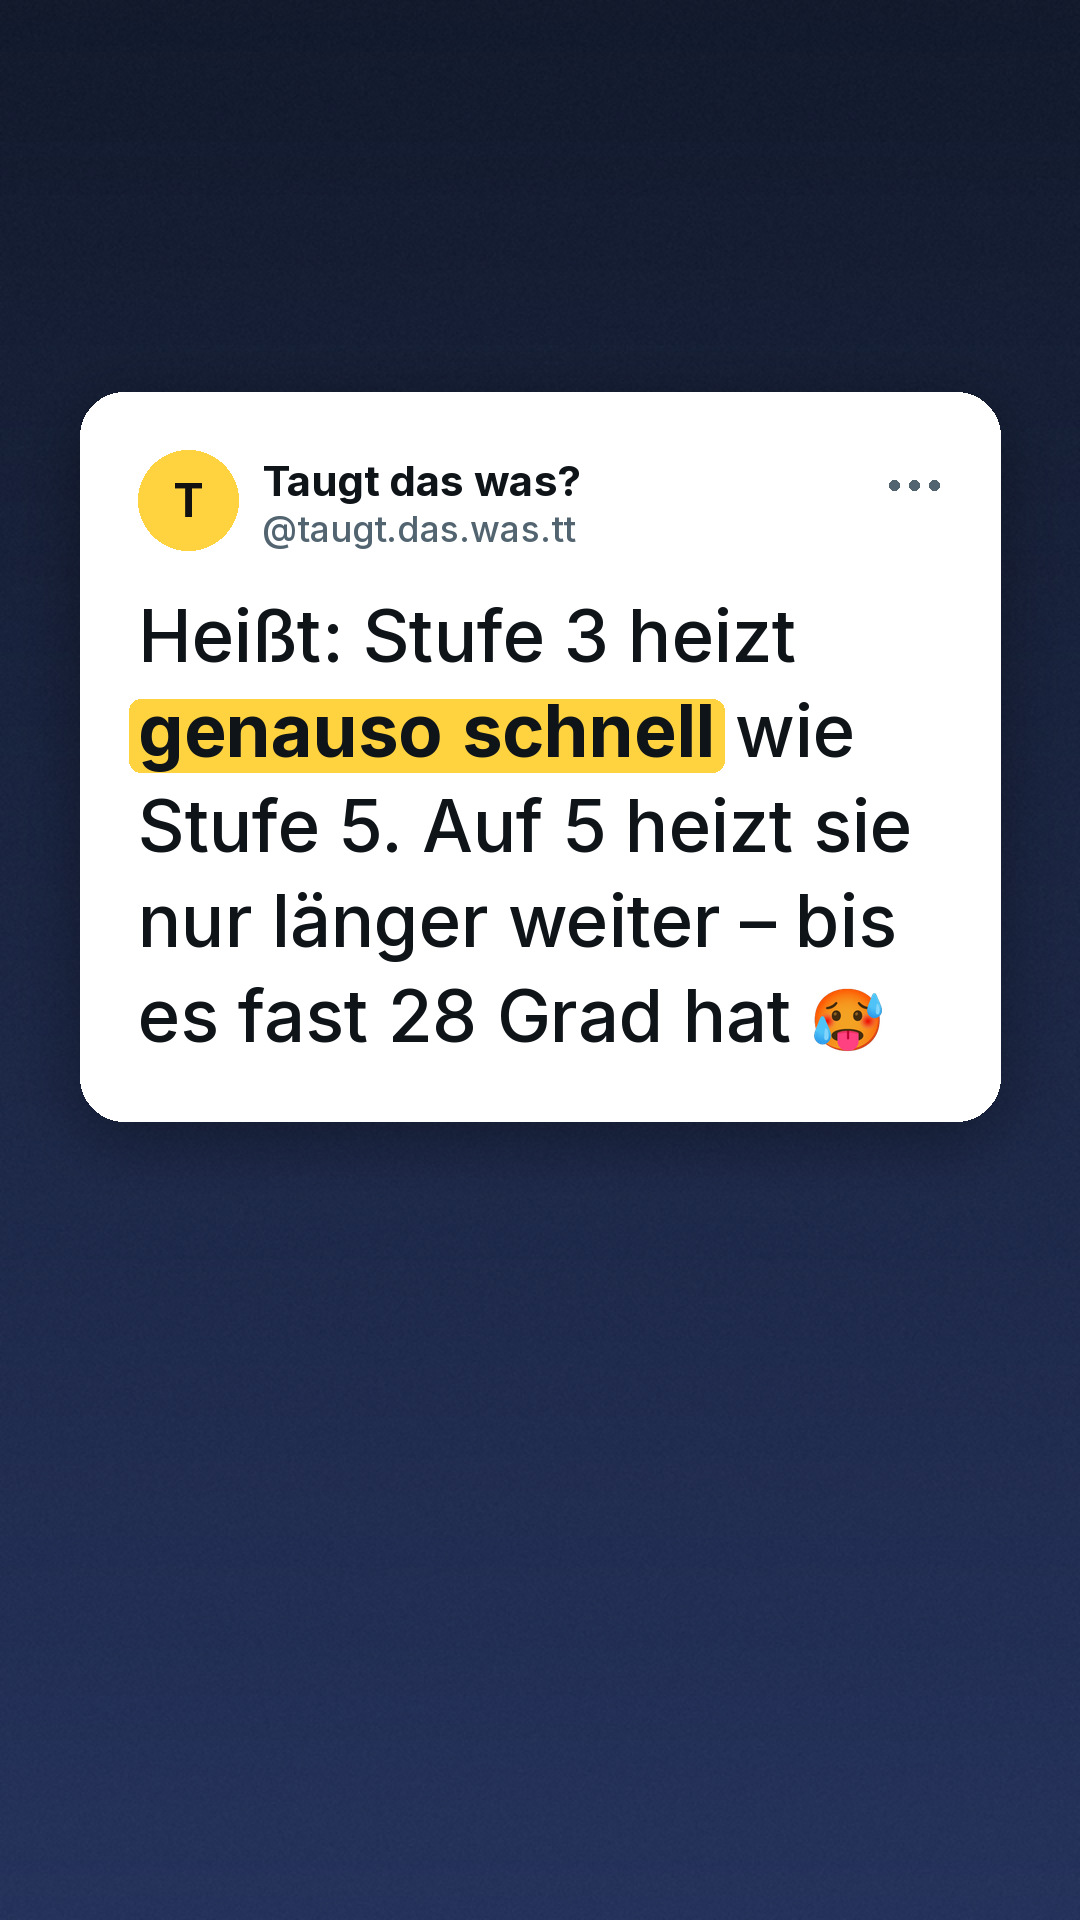 T
Taugt das was?
@taugt.das.was.tt
Heißt: Stufe 3 heizt
genauso schnell wie
Stufe 5. Auf 5 heizt sie
nur länger weiter – bis
es fast 28 Grad hat 🥵